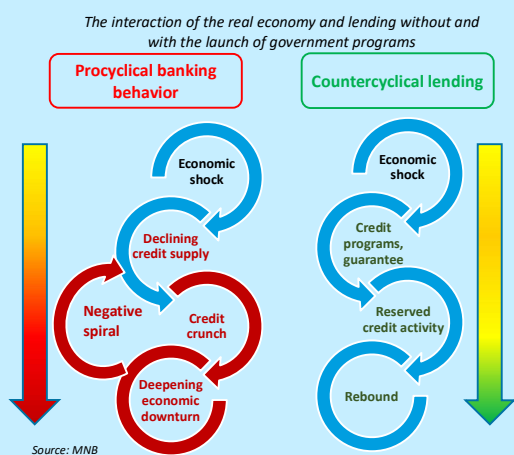 The interaction of the real economy and lending without and
with the launch of government programs
Procyclical banking
behavior
Economic
shock
Declining
credit supply
Negative
spiral
Credit
crunch
Deepening
economic
downturn
Countercyclical lending
Economic
shock
Credit
programs,
guarantee
Reserved
credit activity
Rebound
Source: MNB